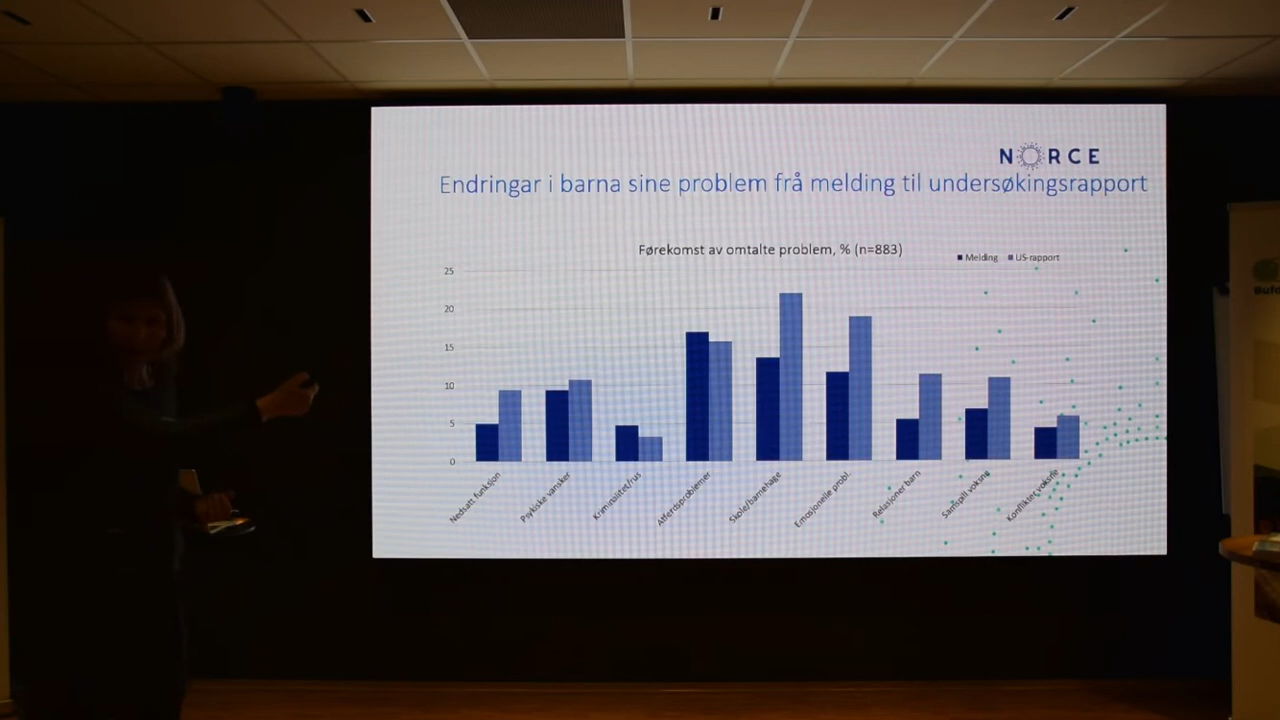 NORCE
Endringar i barna sine problem frå melding til undersøkingsrapport
Førekomst av omtalte problem, % (n=883)
Melding US-rapport
25
20
15
10
5
0
Nedsatt funksjon
Psykiske vansker
Kriminalitet/rus
Atferdsproblemer
Skole/barnehage
Emosjonelle probl.
Relasjoner barn
Samspill voksne
Konflikter voksne
Bufd